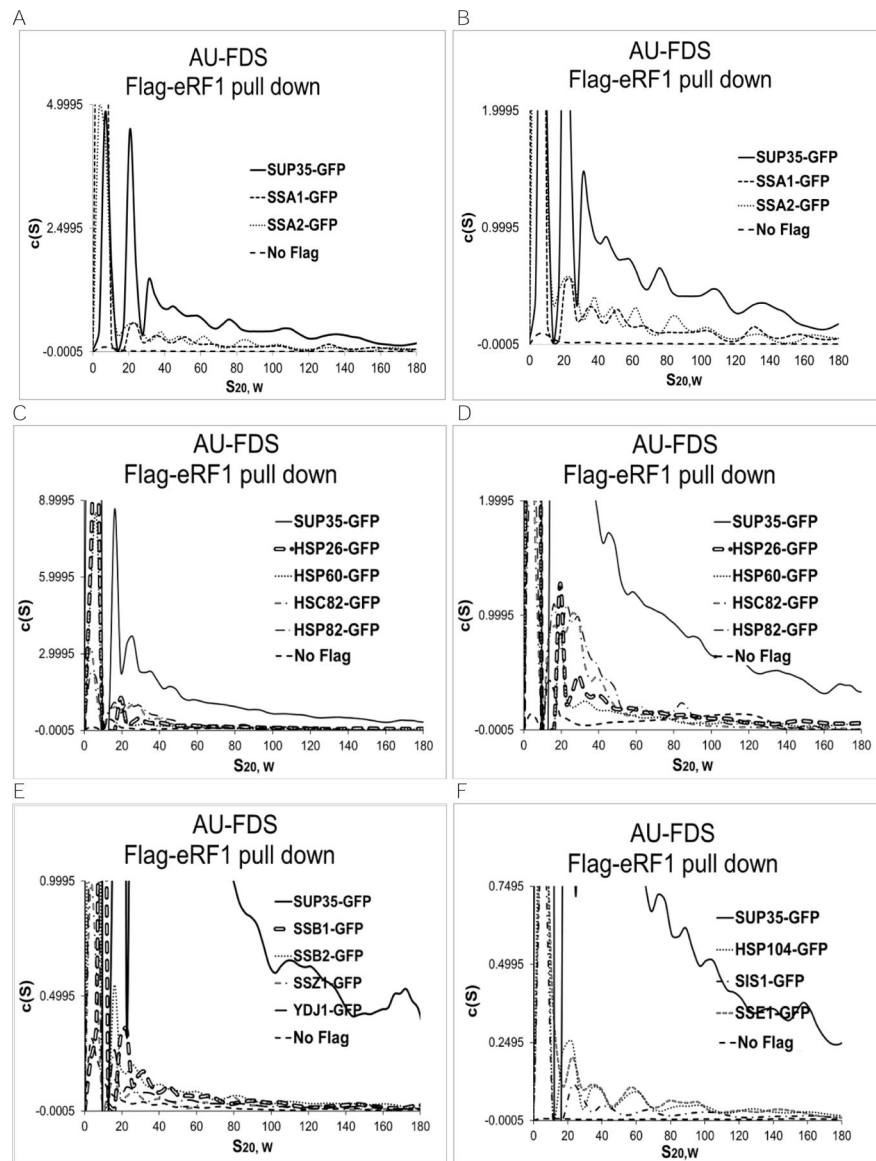 A
AU-FDS
Flag-eRF1 pull down
4.9995
2.4995
-0.0005
c(S)
SUP35-GFP
SSA1-GFP
SSA2-GFP
No Flag
0 20 40 60 80 100 120 140 160 180
S20, W
B
AU-FDS
Flag-eRF1 pull down
1.9995
0.9995
-0.0005
c(S)
SUP35-GFP
SSA1-GFP
SSA2-GFP
No Flag
0 20 40 60 80 100 120 140 160 180
S20, W
C
AU-FDS
Flag-eRF1 pull down
8.9995
5.9995
2.9995
-0.0005
c(S)
SUP35-GFP
HSP26-GFP
HSP60-GFP
HSC82-GFP
HSP82-GFP
No Flag
0 20 40 60 80 100 120 140 160 180
S20, W
D
AU-FDS
Flag-eRF1 pull down
1.9995
0.9995
-0.0005
c(S)
SUP35-GFP
HSP26-GFP
HSP60-GFP
HSC82-GFP
HSP82-GFP
No Flag
0 20 40 60 80 100 120 140 160 180
S20, W
E
AU-FDS
Flag-eRF1 pull down
0.9995
0.4995
-0.0005
c(S)
SUP35-GFP
SSB1-GFP
SSB2-GFP
SSZ1-GFP
YDJ1-GFP
No Flag
0 20 40 60 80 100 120 140 160 180
S20, W
F
AU-FDS
Flag-eRF1 pull down
0.7495
0.4995
0.2495
-0.0005
c(S)
SUP35-GFP
HSP104-GFP
SIS1-GFP
SSE1-GFP
No Flag
0 20 40 60 80 100 120 140 160 180
S20, W